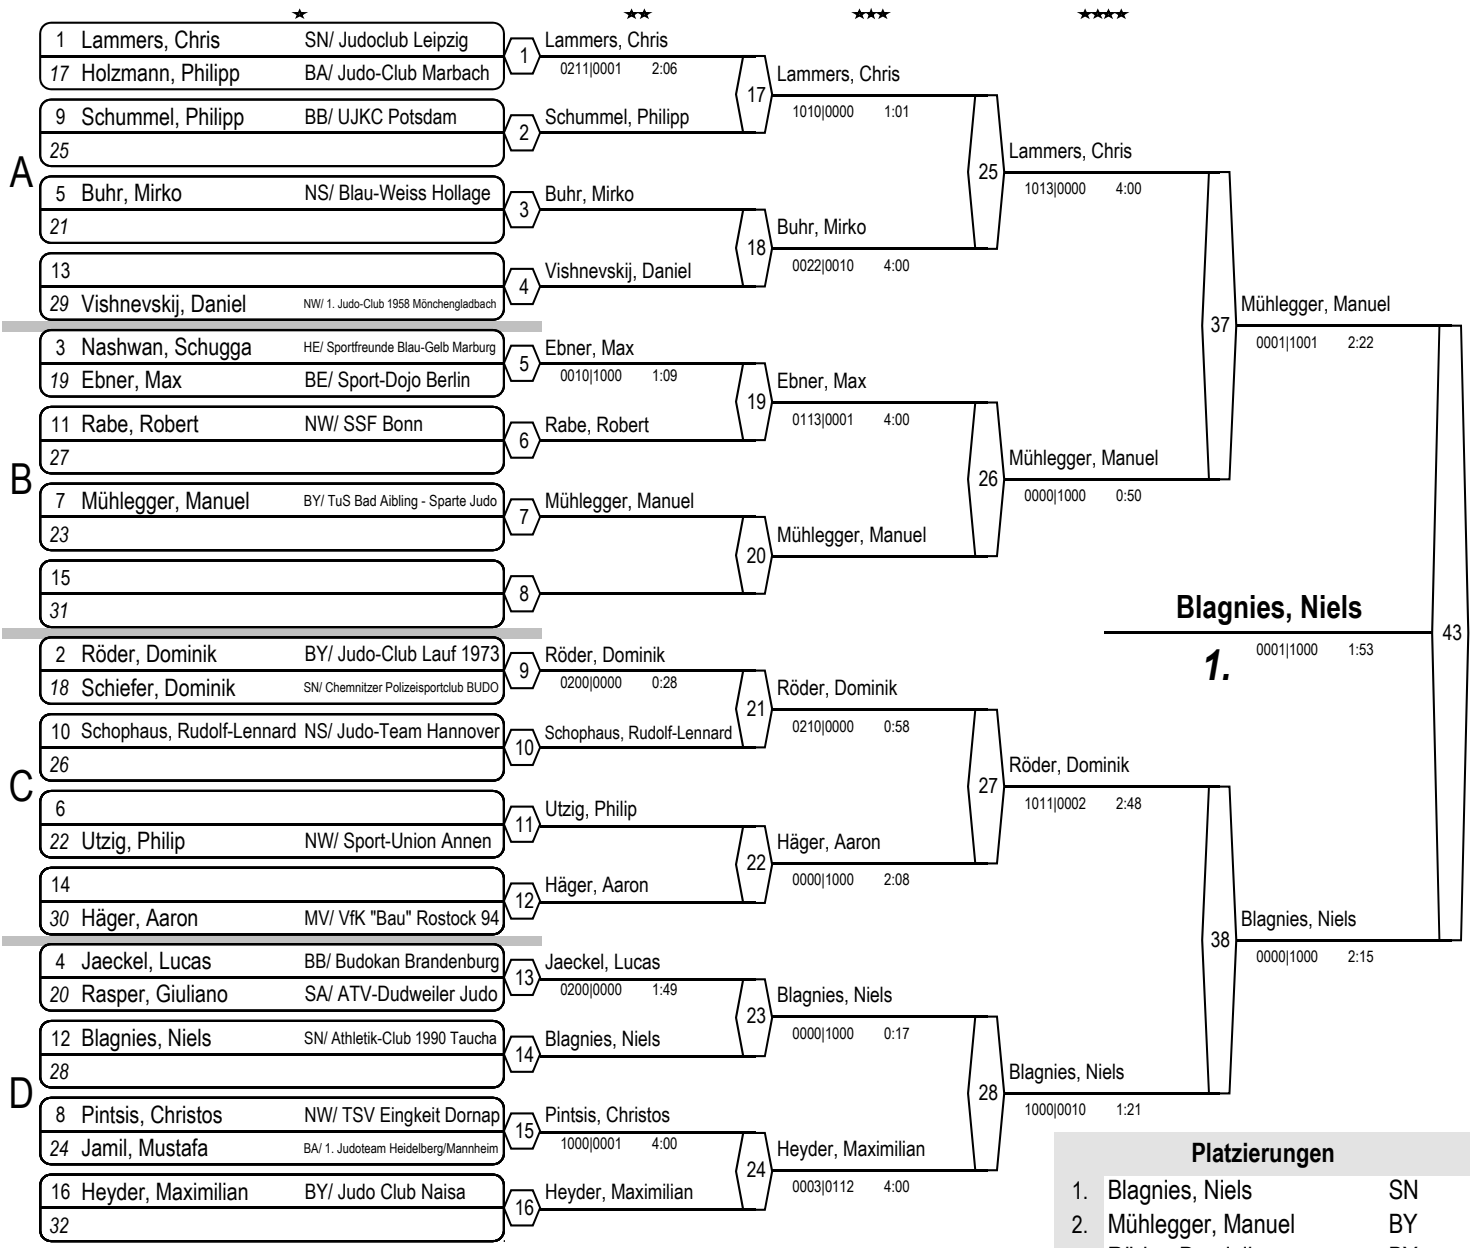 ★ ★★ ★★★ ★★★★
A
1 Lammers, Chris SN/ Judoclub Leipzig
17 Holzmann, Philipp BA/ Judo-Club Marbach
9 Schummel, Philipp BB/ UJKC Potsdam
25
5 Buhr, Mirko NS/ Blau-Weiss Hollage
21
13
29 Vishnevskij, Daniel NW/ 1. Judo-Club 1958 Mönchengladbach
B
3 Nashwan, Schugga HE/ Sportfreunde Blau-Gelb Marburg
19 Ebner, Max BE/ Sport-Dojo Berlin
11 Rabe, Robert NW/ SSF Bonn
27
7 Mühlegger, Manuel BY/ TuS Bad Aibling - Sparte Judo
23
15
31
C
2 Röder, Dominik BY/ Judo-Club Lauf 1973
18 Schiefer, Dominik SN/ Chemnitzer Polizeisportclub BUDO
10 Schophaus, Rudolf-Lennard NS/ Judo-Team Hannover
26
6
22 Utzig, Philip NW/ Sport-Union Annen
14
30 Häger, Aaron MV/ VfK "Bau" Rostock 94
D
4 Jaeckel, Lucas BB/ Budokan Brandenburg
20 Rasper, Giuliano SA/ ATV-Dudweiler Judo
12 Blagnies, Niels SN/ Athletik-Club 1990 Taucha
28
8 Pintsis, Christos NW/ TSV Eingkeit Dornap
24 Jamil, Mustafa BA/ 1. Judoteam Heidelberg/Mannheim
16 Heyder, Maximilian BY/ Judo Club Naisa
32
1 Lammers, Chris
0211|0001 2:06
2 Schummel, Philipp
3 Buhr, Mirko
4 Vishnevskij, Daniel
5 Ebner, Max
0010|1000 1:09
6 Rabe, Robert
7 Mühlegger, Manuel
8
9 Röder, Dominik
0200|0000 0:28
10 Schophaus, Rudolf-Lennard
11 Utzig, Philip
12 Häger, Aaron
13 Jaeckel, Lucas
0200|0000 1:49
14 Blagnies, Niels
15 Pintsis, Christos
1000|0001 4:00
16 Heyder, Maximilian
17 Lammers, Chris
1010|0000 1:01
18 Buhr, Mirko
0022|0010 4:00
19 Ebner, Max
0113|0001 4:00
20 Mühlegger, Manuel
21 Röder, Dominik
0210|0000 0:58
22 Häger, Aaron
0000|1000 2:08
23 Blagnies, Niels
0000|1000 0:17
24 Heyder, Maximilian
0003|0112 4:00
25 Lammers, Chris
1013|0000 4:00
26 Mühlegger, Manuel
0000|1000 0:50
27 Röder, Dominik
1011|0002 2:48
28 Blagnies, Niels
1000|0010 1:21
37 Mühlegger, Manuel
0001|1001 2:22
38 Blagnies, Niels
0000|1000 2:15
43
Blagnies, Niels
1. 0001|1000 1:53
Platzierungen
1. Blagnies, Niels SN
2. Mühlegger, Manuel BY